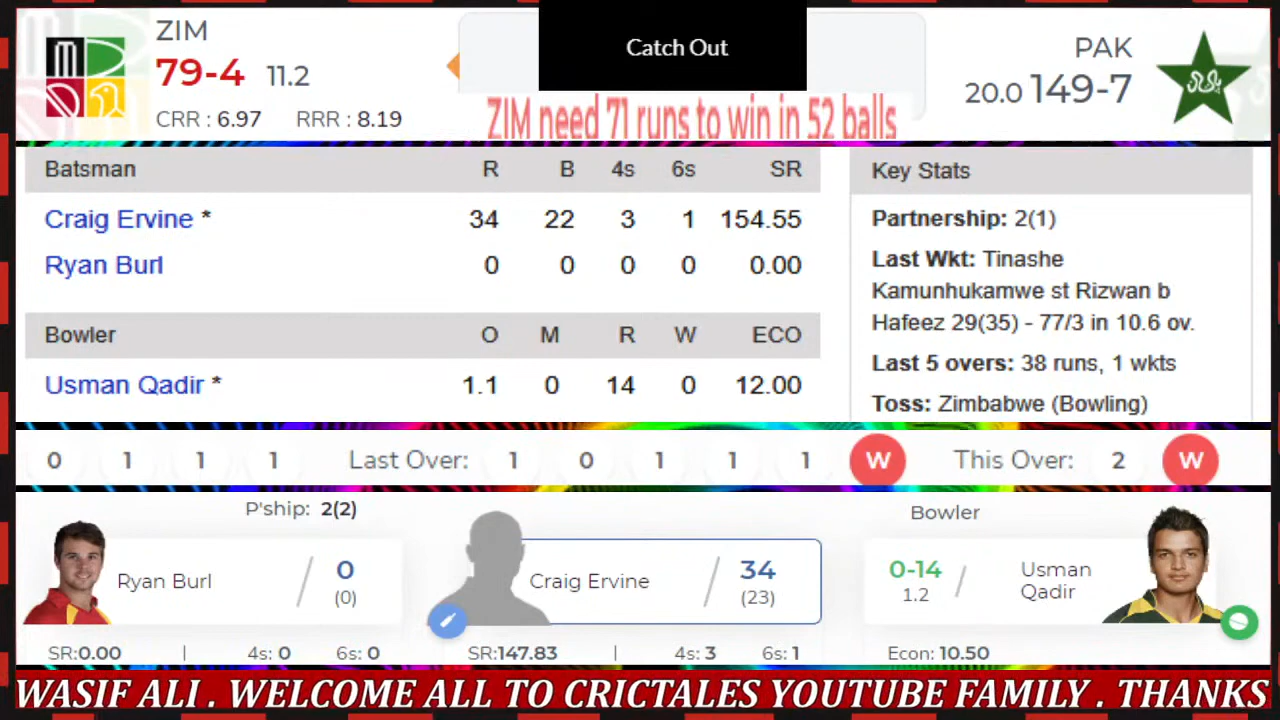 ZIM
79-4 11.2
CRR : 6.97 RRR : 8.19
Catch Out
ZIM need 71 runs to win in 52 balls
PAK
20.0 149-7
Batsman R B 4s 6s SR
Craig Ervine * 34 22 3 1 154.55
Ryan Burl 0 0 0 0 0.00
Bowler O M R W ECO
Usman Qadir * 1.1 0 14 0 12.00
Key Stats
Partnership: 2(1)
Last Wkt: Tinashe
Kamunhukamwe st Rizwan b
Hafeez 29(35) - 77/3 in 10.6 ov.
Last 5 overs: 38 runs, 1 wkts
Toss: Zimbabwe (Bowling)
0 1 1 1 Last Over: 1 0 1 1 1 W This Over: 2 W
P'ship: 2(2)
Ryan Burl / 0
(0)
SR:0.00 | 4s: 0 6s: 0
Craig Ervine / 34
(23)
SR:147.83 | 4s: 3 6s: 1
Bowler
0-14 / Usman
1.2 Qadir
Econ: 10.50
WASIF ALI . WELCOME ALL TO CRICTALES YOUTUBE FAMILY . THANKS